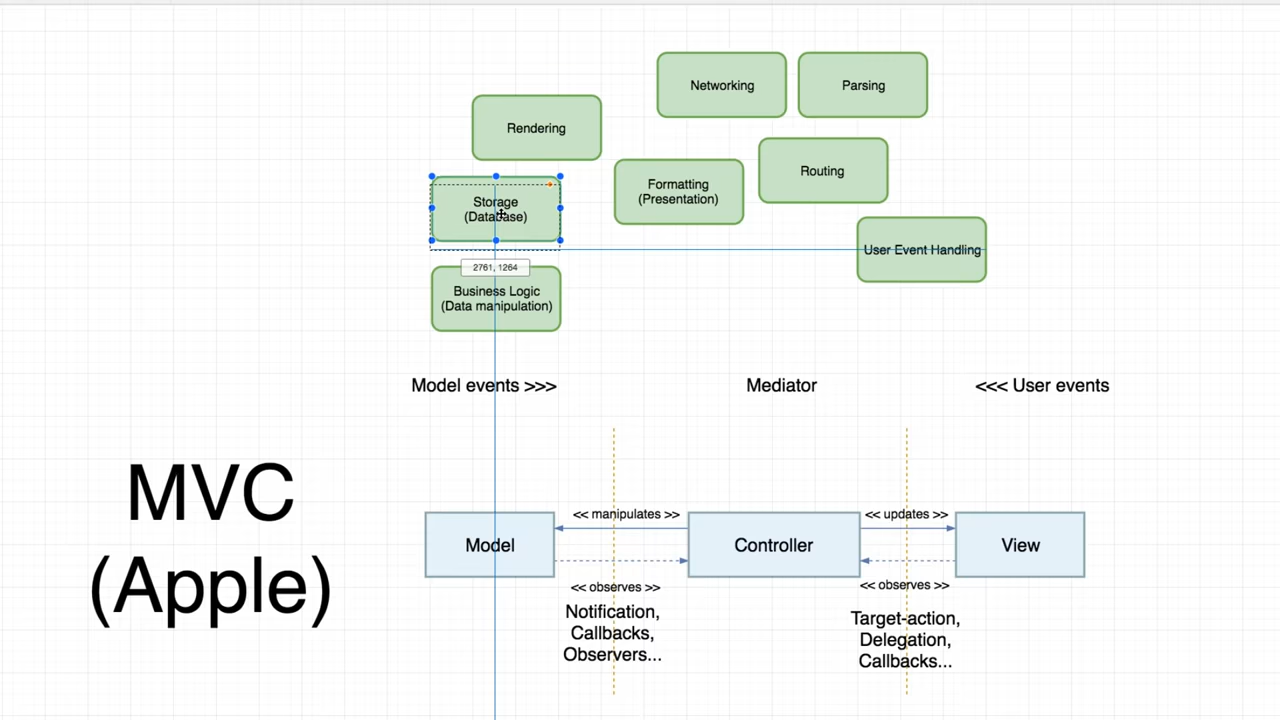 Networking
Parsing
Rendering
Routing
Formatting
(Presentation)
Storage
(Database)
User Event Handling
2761, 1264
Business Logic
(Data manipulation)
Model events >>>
Mediator
<<< User events
MVC
(Apple)
<< manipulates >>
<< updates >>
Model
Controller
View
<< observes >>
<< observes >>
Notification,
Callbacks,
Observers...
Target-action,
Delegation,
Callbacks...